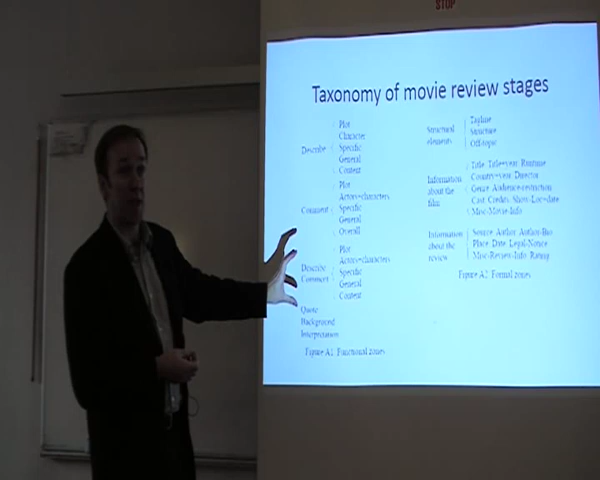 STOP
Taxonomy of movie review stages
Describe
Plot
Character
Specific
General
Content
Comment
Plot
Actors+characters
Specific
General
Overall
Describe
Comment
Plot
Actors+characters
Specific
General
Content
Quote
Background
Interpretation
Figure A1. Functional zones
Structural
elements
Tagline
Structure
Off-topic
Information
about the
film
Title, Title+year, Runtime
Country+year, Director
Genre, Audience-restriction
Cast, Credits, Show-Loc+date
Misc-Movie-Info
Information
about the
review
Source, Author, Author-Bio
Place, Date, Legal-Notice
Misc-Review-Info, Rating
Figure A2. Formal zones